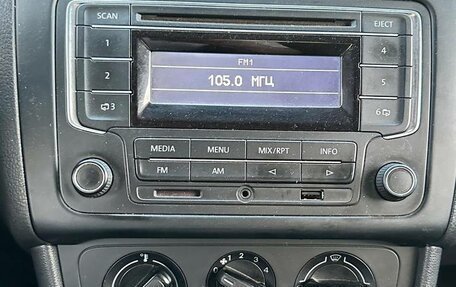 SCAN
EJECT
1
4
FM1
105.0 МГЦ
2
5
3
6
MEDIA MENU MIX/RPT INFO
FM AM